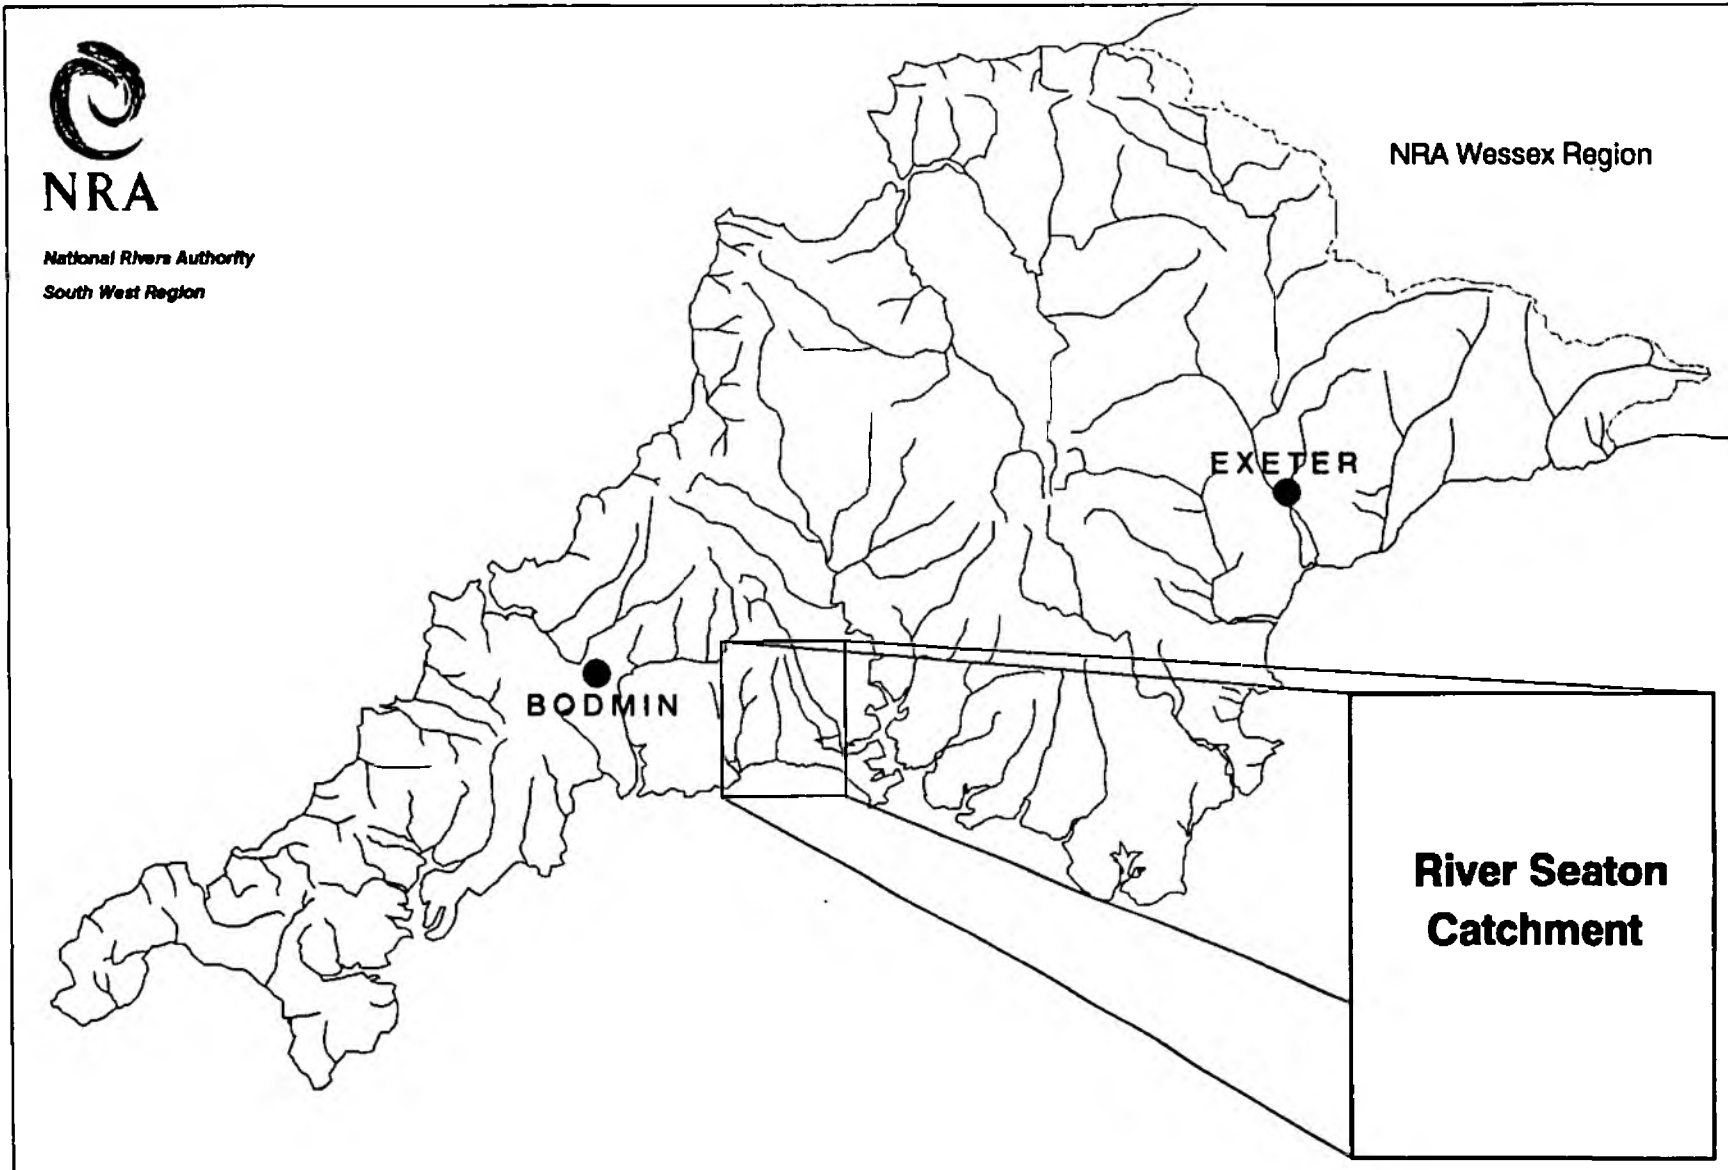 NRA
National Rivers Authority
South West Region
NRA Wessex Region
EXETER
BODMIN
River Seaton
Catchment